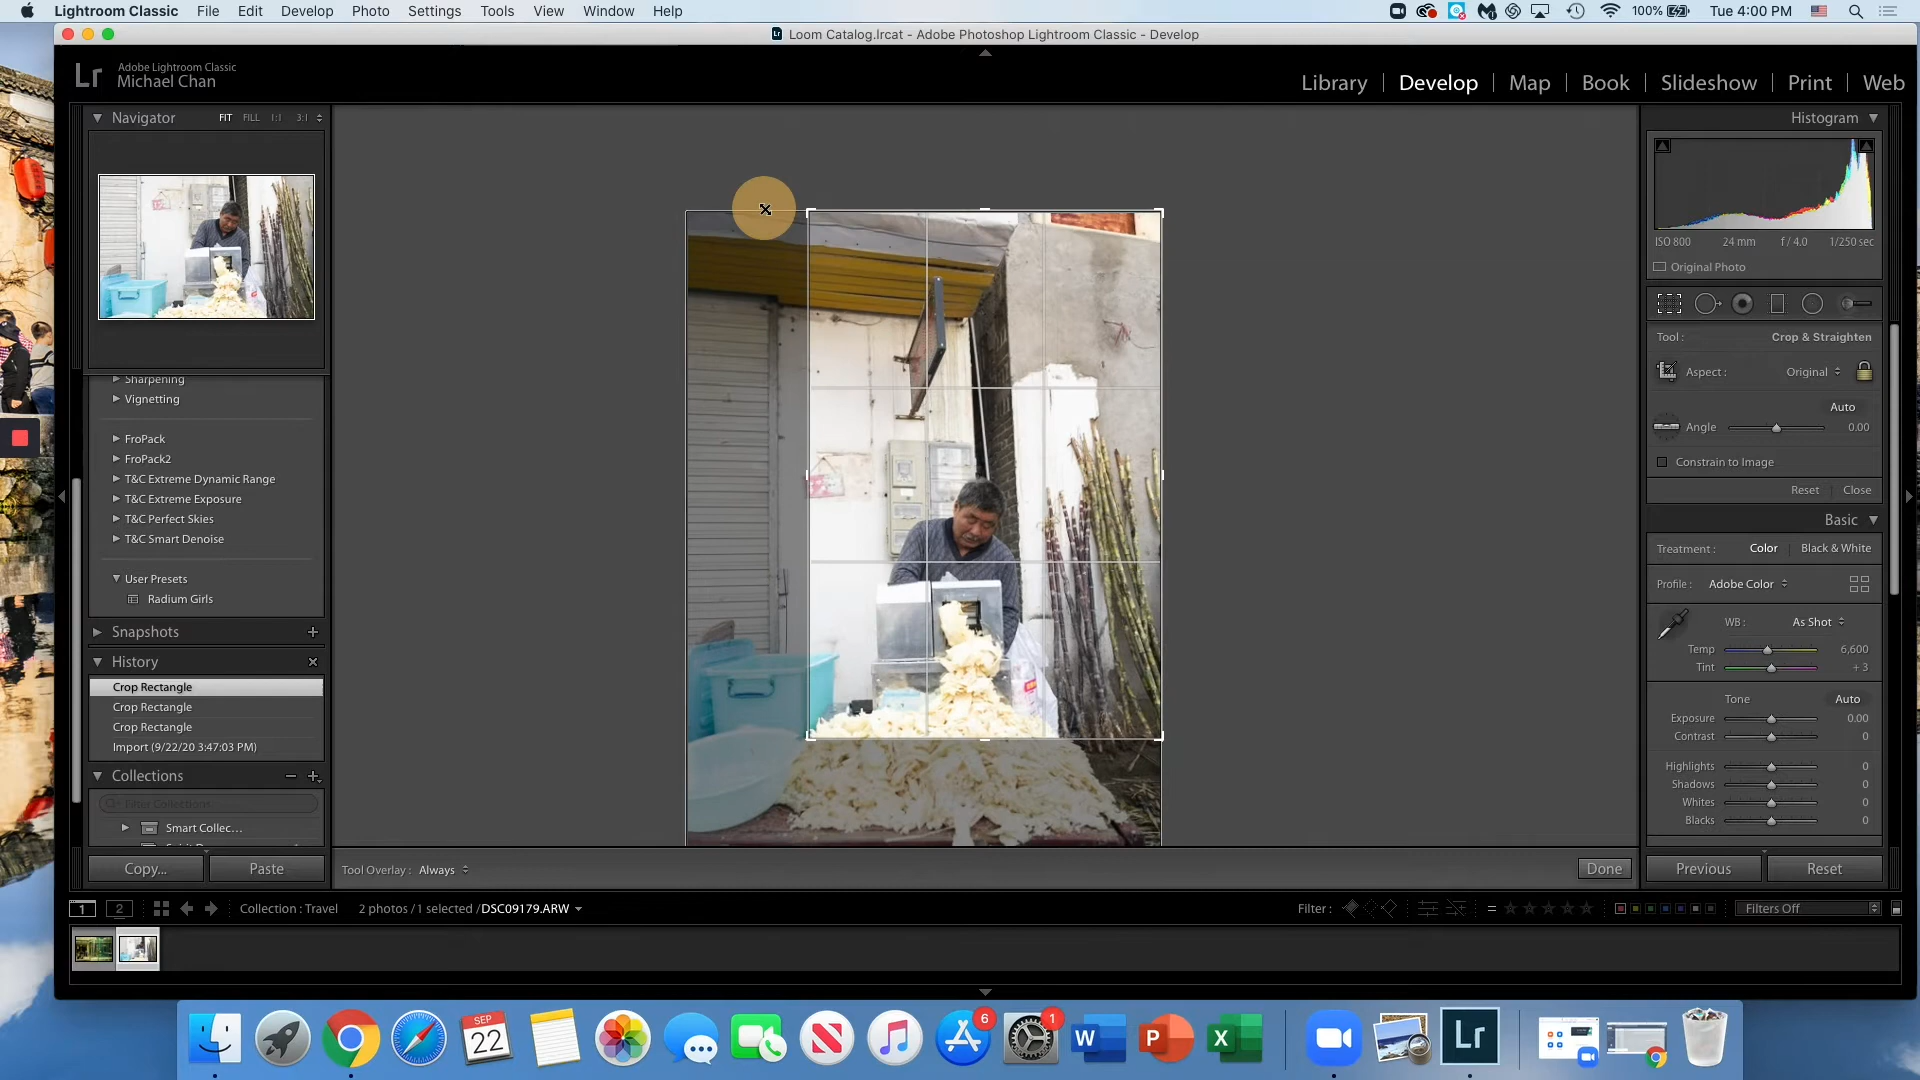 Lightroom Classic File Edit Develop Photo Settings Tools View Window Help 100% Tue 4:00 PM
Loom Catalog.lrcat - Adobe Photoshop Lightroom Classic - Develop
Lr Adobe Lightroom Classic
Michael Chan
Library | Develop | Map | Book | Slideshow | Print | Web
Navigator FIT FILL 1:1 3:1
Histogram
ISO 800 24 mm f / 4.0 1/250 sec
Original Photo
Tool : Crop & Straighten
Aspect : Original
Auto
Angle 0.00
Constrain to Image
Reset Close
Basic
Treatment : Color Black & White
Profile : Adobe Color
WB : As Shot
Temp 6,600
Tint + 3
Tone Auto
Exposure 0.00
Contrast 0
Highlights 0
Shadows 0
Whites 0
Blacks 0
Previous Reset
Sharpening
Vignetting
FroPack
FroPack2
T&C Extreme Dynamic Range
T&C Extreme Exposure
T&C Perfect Skies
T&C Smart Denoise
User Presets
Radium Girls
Snapshots
History
Crop Rectangle
Crop Rectangle
Crop Rectangle
Import (9/22/20 3:47:03 PM)
Collections
Filter Collections
Smart Collec...
Copy... Paste
Tool Overlay : Always Done
1 2 Collection : Travel 2 photos / 1 selected / DSC09179.ARW Filter : Filters Off
SEP
22
6
1
W P X Lr